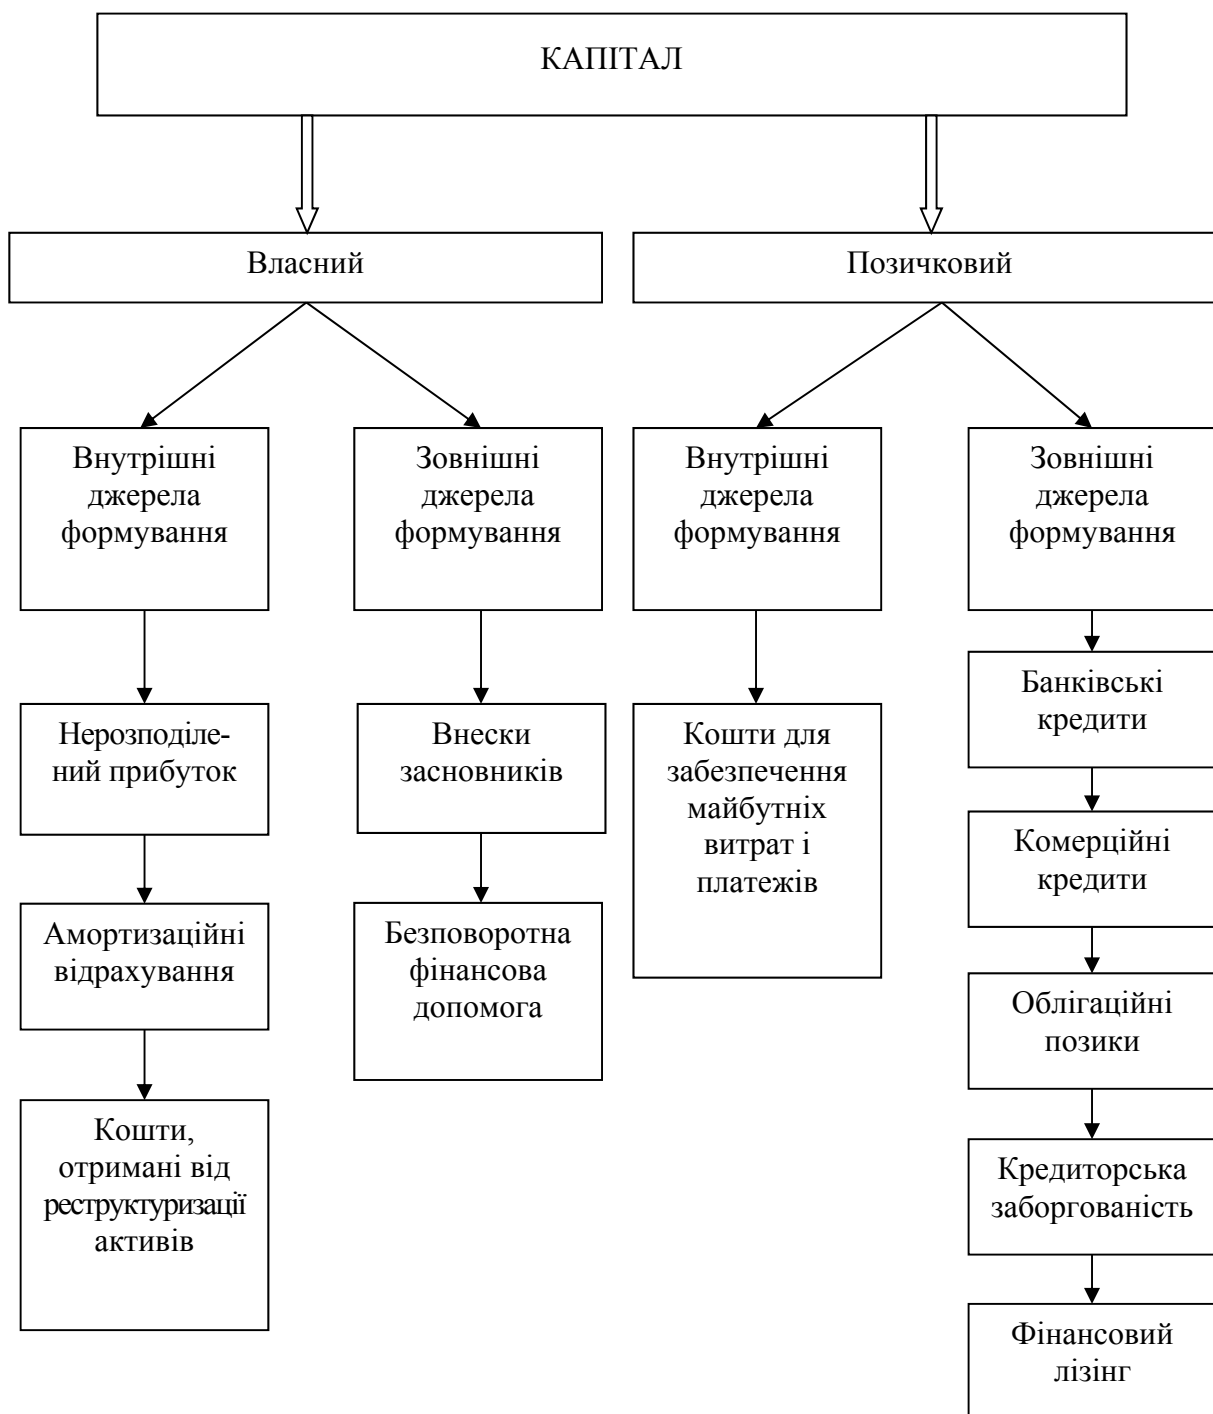 КАПІТАЛ
Власний
Позичковий
Внутрішні
джерела
формування
Зовнішні
джерела
формування
Внутрішні
джерела
формування
Зовнішні
джерела
формування
Нерозподіле-
ний прибуток
Внески
засновників
Кошти для
забезпечення
майбутніх
витрат і
платежів
Банківські
кредити
Комерційні
кредити
Амортизаційні
відрахування
Безповоротна
фінансова
допомога
Облігаційні
позики
Кошти,
отримані від
реструктуризації
активів
Кредиторська
заборгованість
Фінансовий
лізінг